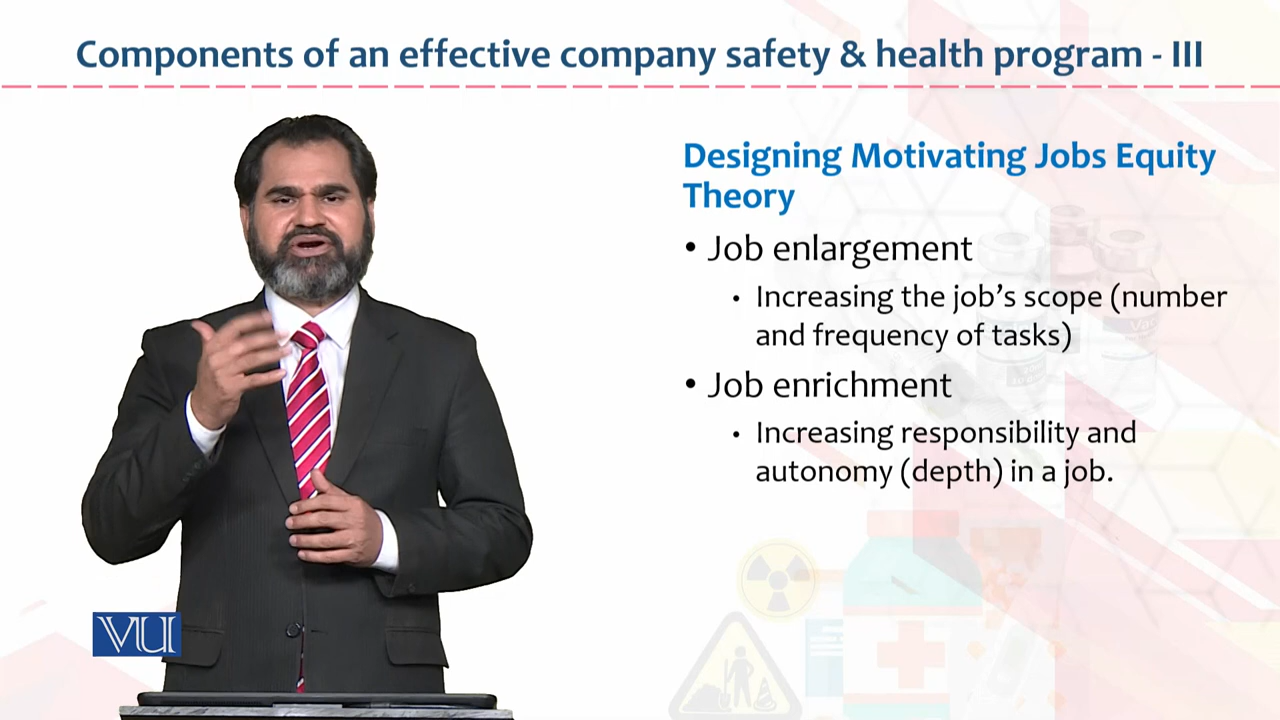 Components of an effective company safety & health program - III
Designing Motivating Jobs Equity
Theory
• Job enlargement
• Increasing the job's scope (number
and frequency of tasks)
• Job enrichment
• Increasing responsibility and
autonomy (depth) in a job.
VU